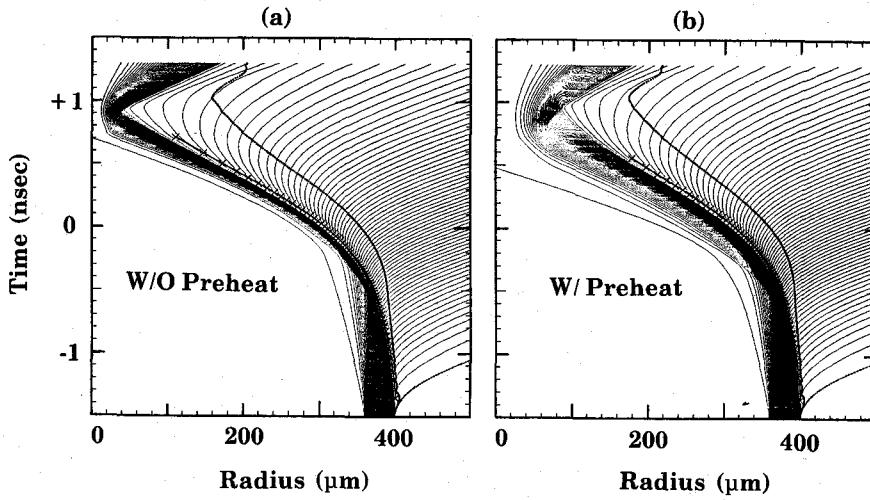 (a)
(b)
Time (nsec)
+1
0
-1
W/O Preheat
W/ Preheat
0
200
400
0
200
400
Radius (μm)
Radius (μm)